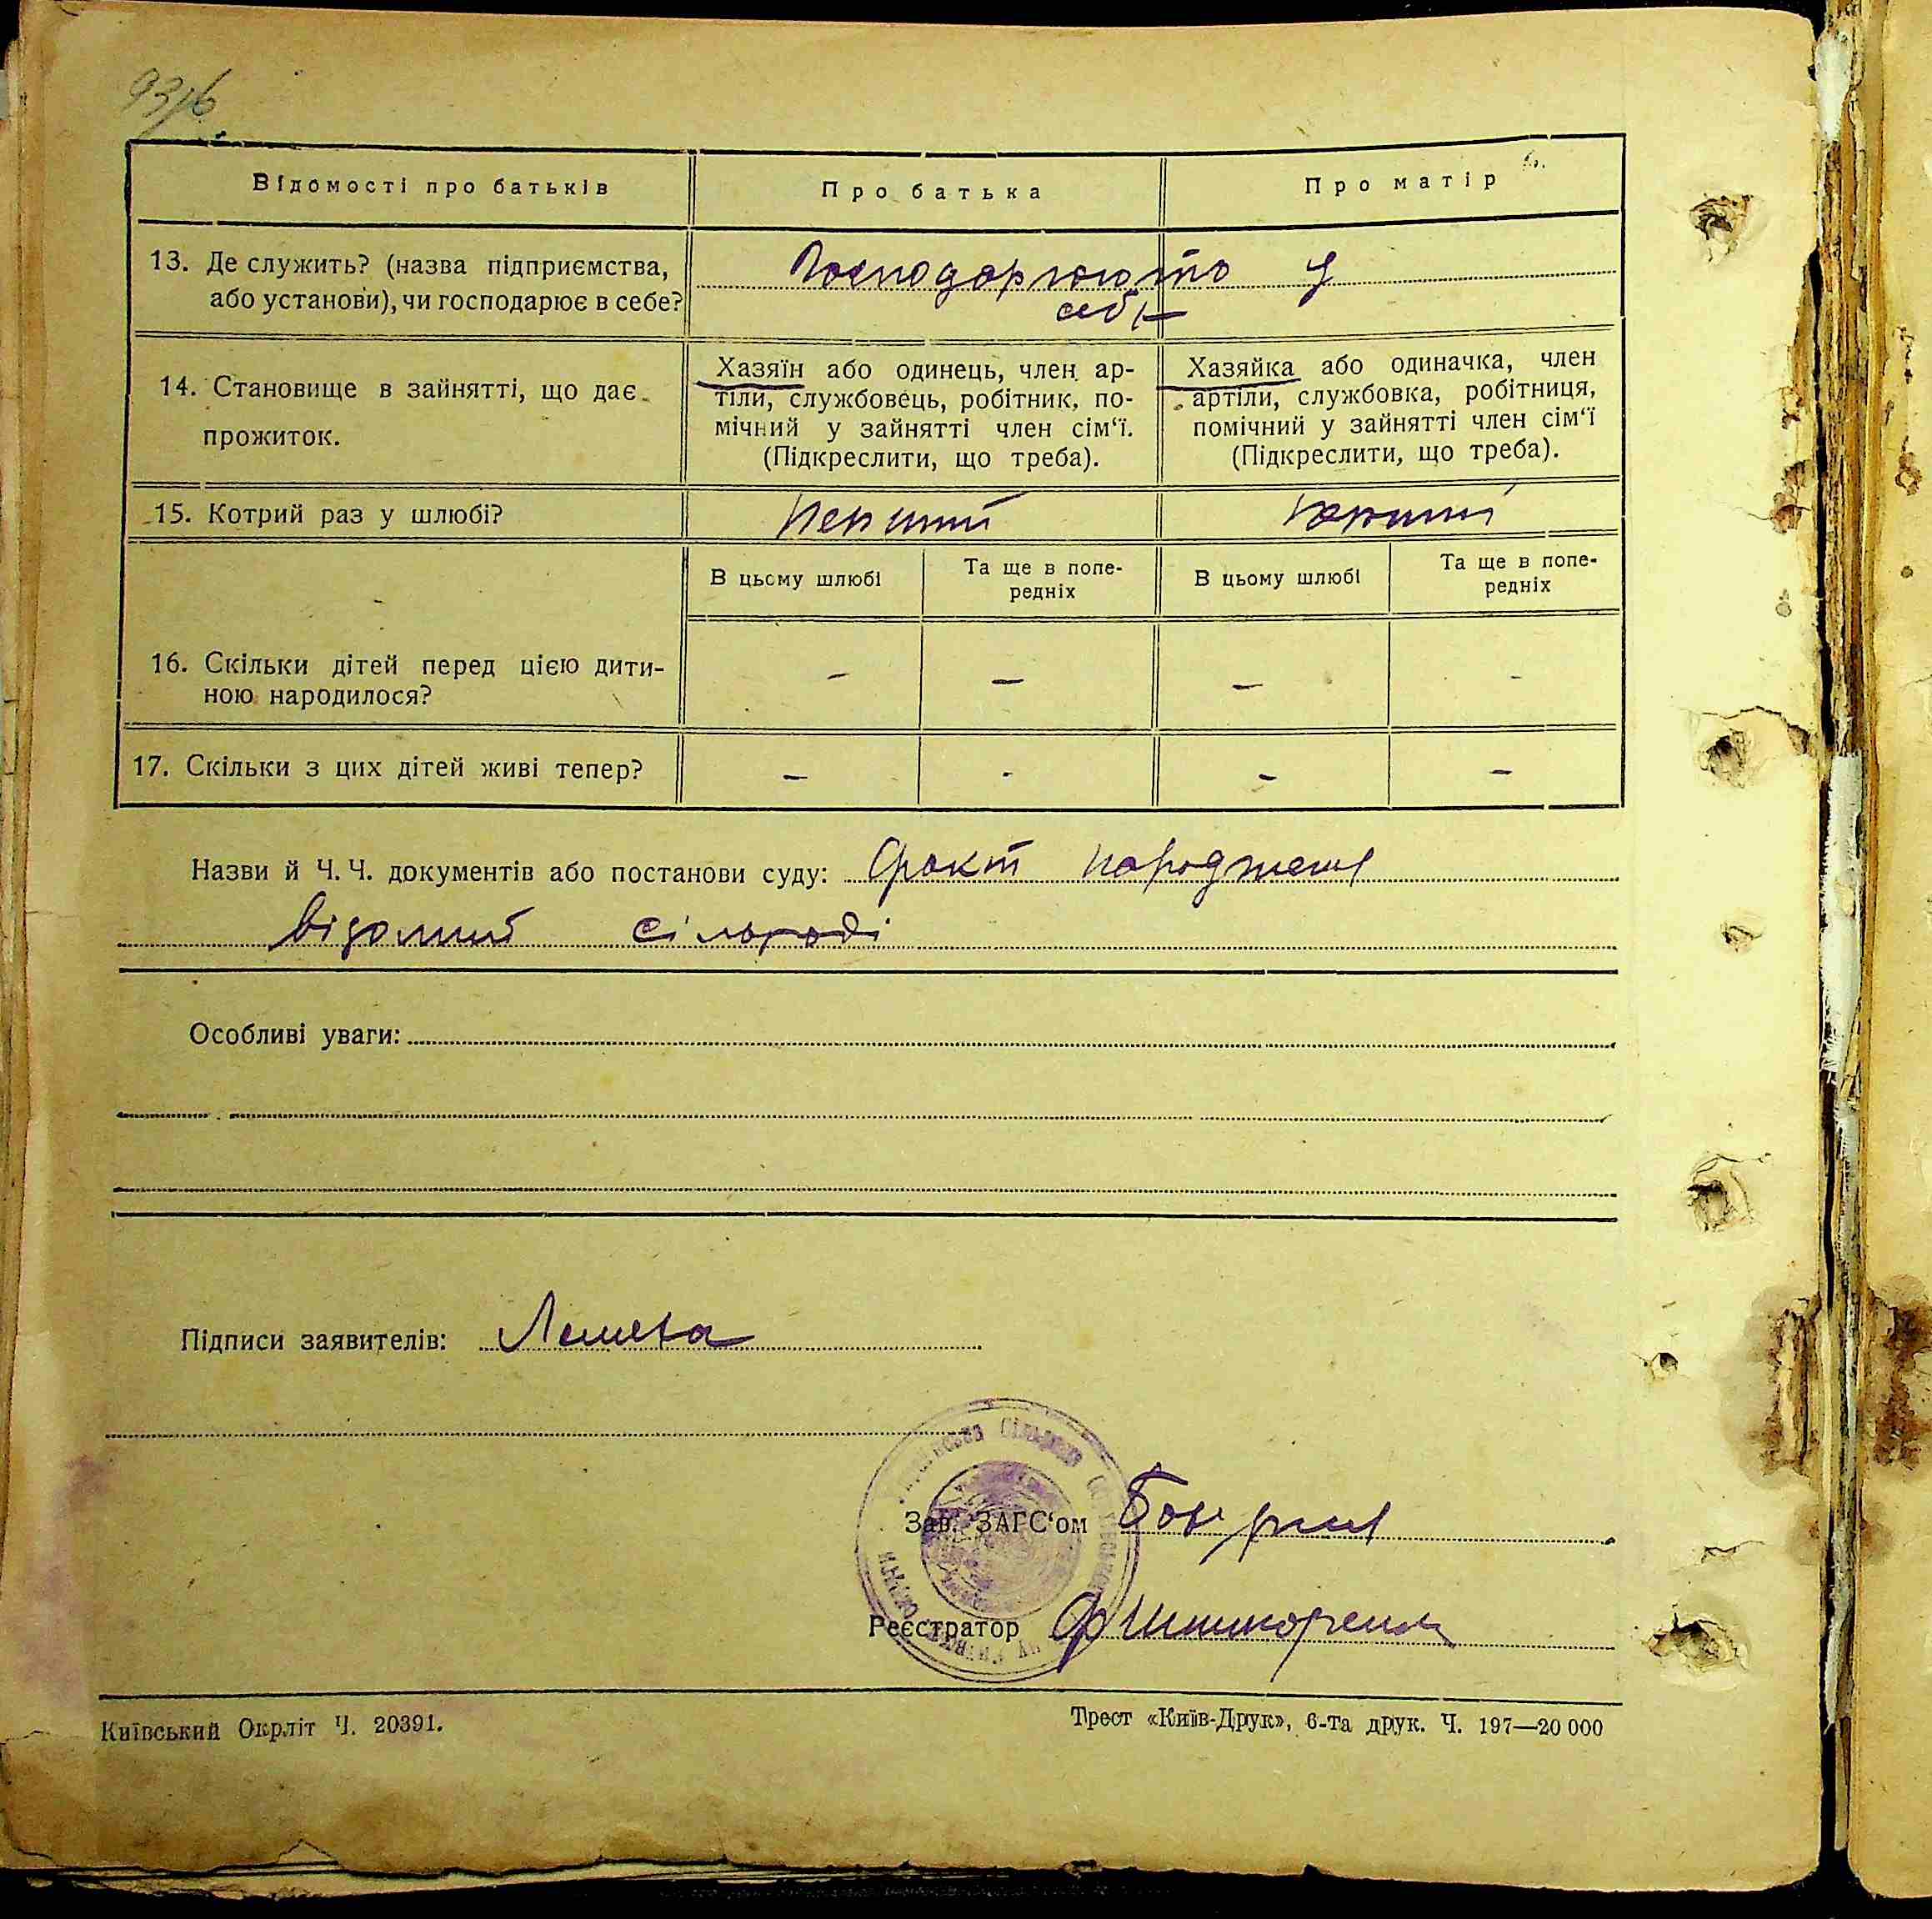 Відомості про батьків
Про батька
Про матір
13. Де служить? (назва підприємства,
або установи), чи господарює в себе?
Господорюють у
себе
14. Становище в зайнятті, що дає
прожиток.
Хазяїн або одинець, член ар-
тіли, службовець, робітник, по-
мічний у зайнятті член сім‘ї.
(Підкреслити, що треба).
Хазяйка або одиначка, член
артіли, службовка, робітниця,
помічний у зайнятті член сім‘ї
(Підкреслити, що треба).
15. Котрий раз у шлюбі?
перший
перший
В цьому шлюбі
Та ще в попе-
редніх
В цьому шлюбі
Та ще в попе-
редніх
16. Скільки дітей перед цією дити-
ною народилося?
– – – –
17. Скільки з цих дітей живі тепер?
– – – –
Назви й Ч. Ч. документів або постанови суду: Факт народження
відомий сільраді
Особливі уваги:
Підписи заявителів:
Зав. ЗАГС‘ом
Реєстратор
Київський Окрліт Ч. 20391.
Трест «Київ-Друк», 6-та друк. Ч. 197—20 000